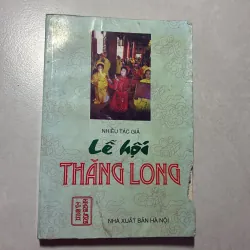 NHIỀU TÁC GIẢ
Lễ hội
THĂNG LONG
NHÀ XUẤT BẢN HÀ NỘI